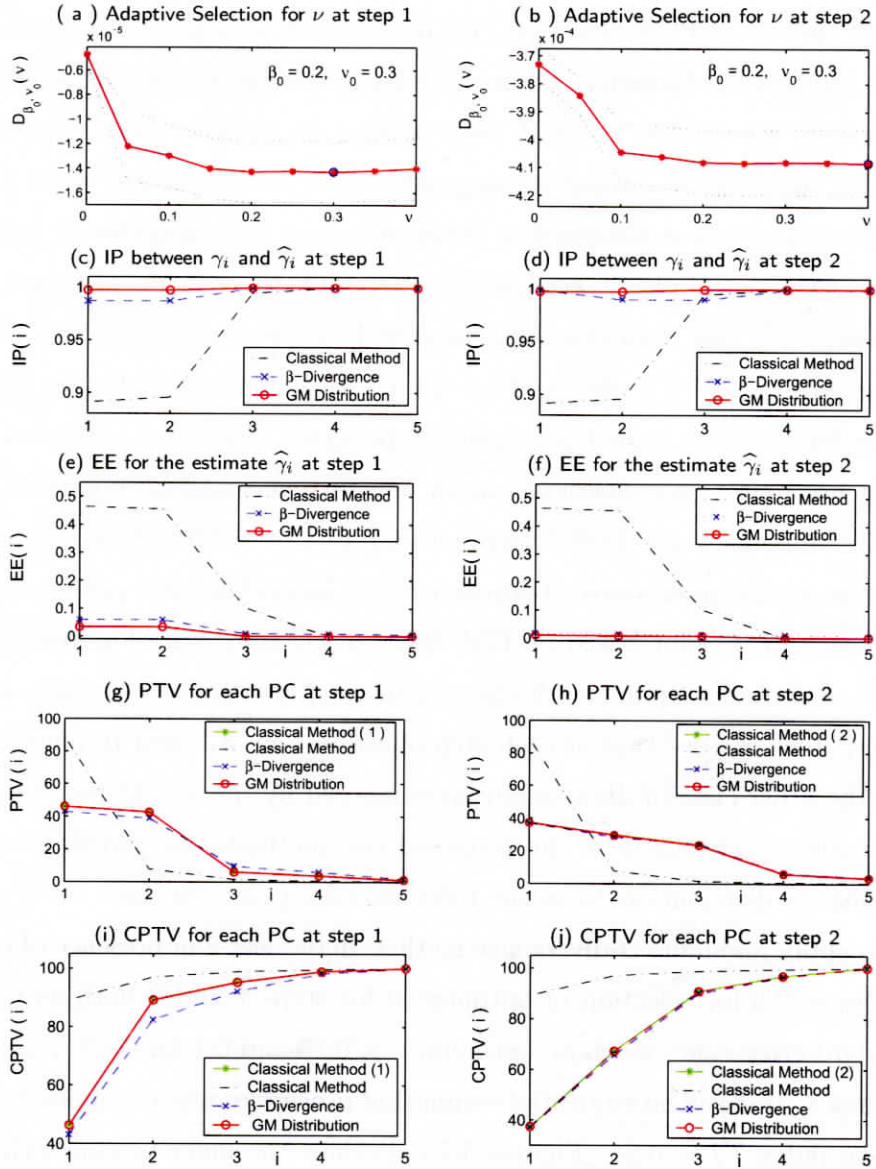 ( a ) Adaptive Selection for ν at step 1
× 10⁻⁵
D_{β₀, ν₀}(ν)
β₀ = 0.2, ν₀ = 0.3
-0.6
-0.8
-1
-1.2
-1.4
-1.6
0 0.1 0.2 0.3 ν
( b ) Adaptive Selection for ν at step 2
× 10⁻⁴
D_{β₀, ν₀}(ν)
β₀ = 0.2, ν₀ = 0.3
-3.7
-3.8
-3.9
-4
-4.1
-4.2
0 0.1 0.2 0.3 ν
(c) IP between γᵢ and γ̂ᵢ at step 1
IP( i )
1
0.95
0.9
Classical Method
β-Divergence
GM Distribution
1 2 3 4 5
(d) IP between γᵢ and γ̂ᵢ at step 2
IP( i )
1
0.95
0.9
Classical Method
β-Divergence
GM Distribution
1 2 3 4 5
(e) EE for the estimate γ̂ᵢ at step 1
EE( i )
0.5
0.4
0.3
0.2
0.1
0
Classical Method
β-Divergence
GM Distribution
1 2 3 i 4 5
(f) EE for the estimate γ̂ᵢ at step 2
EE( i )
0.5
0.4
0.3
0.2
0.1
0
Classical Method
β-Divergence
GM Distribution
1 2 3 i 4 5
(g) PTV for each PC at step 1
PTV( i )
100
80
60
40
20
0
Classical Method ( 1 )
Classical Method
β-Divergence
GM Distribution
1 2 3 4 5
(h) PTV for each PC at step 2
PTV( i )
100
80
60
40
20
0
Classical Method ( 2 )
Classical Method
β-Divergence
GM Distribution
1 2 3 4 5
(i) CPTV for each PC at step 1
CPTV( i )
100
80
60
40
Classical Method (1)
Classical Method
β-Divergence
GM Distribution
1 2 3 4 5
(j) CPTV for each PC at step 2
CPTV( i )
100
80
60
40
Classical Method (2)
Classical Method
β-Divergence
GM Distribution
1 2 3 4 5